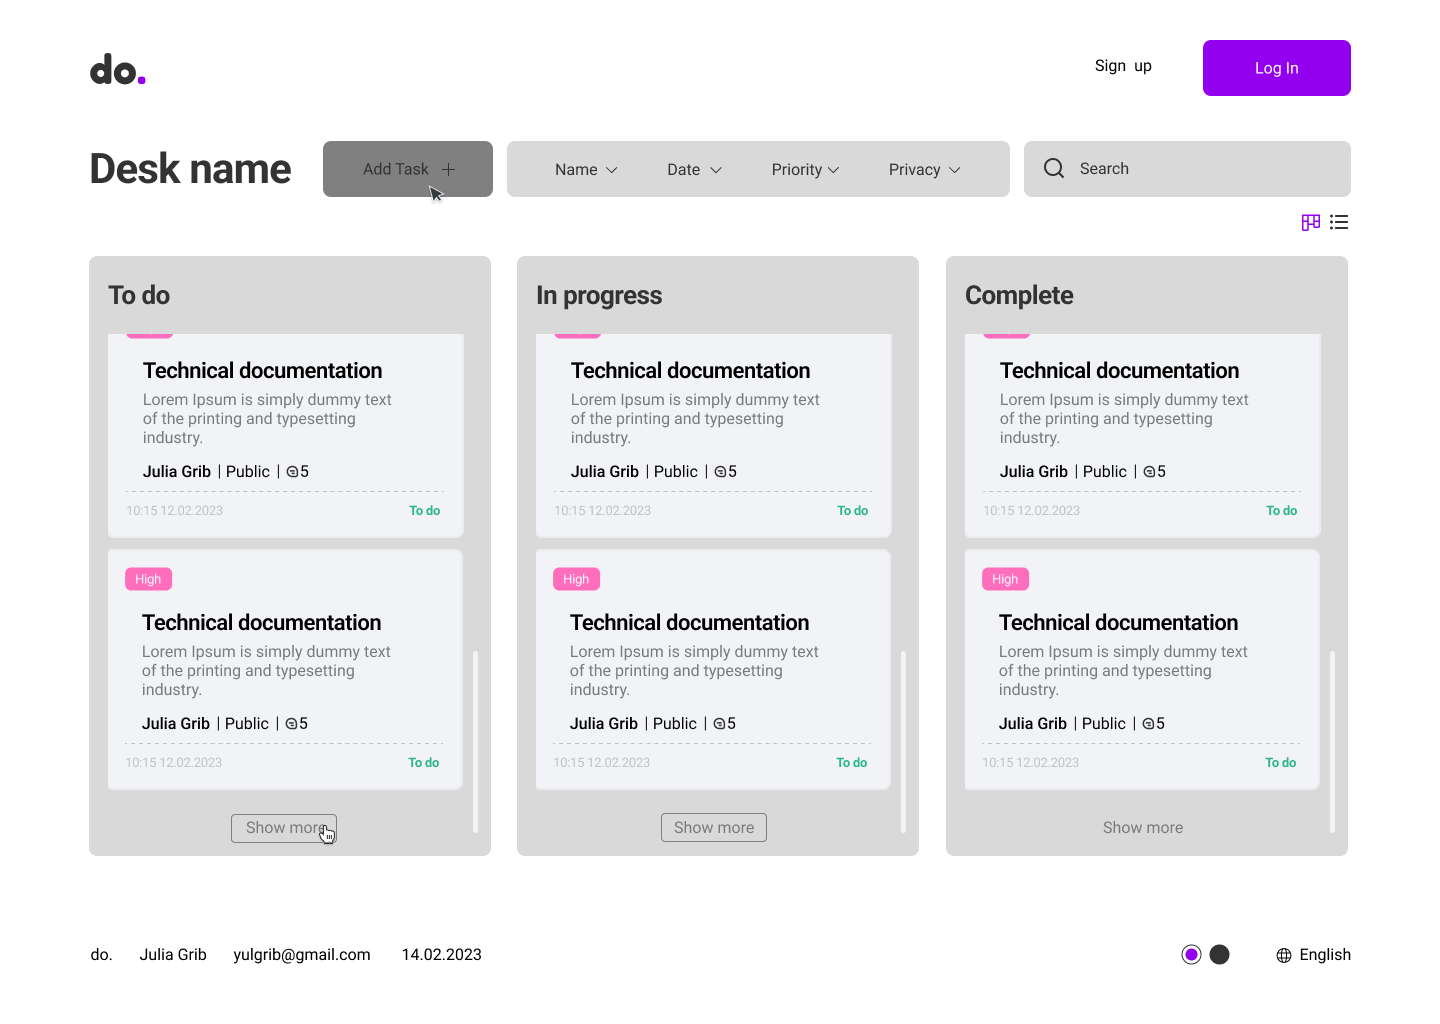 do.
Sign up
Log In
Desk name
Add Task
Name
Date
Priority
Privacy
Search
To do
Technical documentation
Lorem Ipsum is simply dummy text
of the printing and typesetting
industry.
Julia Grib | Public | 5
10:15 12.02.2023
To do
High
Technical documentation
Lorem Ipsum is simply dummy text
of the printing and typesetting
industry.
Julia Grib | Public | 5
10:15 12.02.2023
To do
Show more
In progress
Technical documentation
Lorem Ipsum is simply dummy text
of the printing and typesetting
industry.
Julia Grib | Public | 5
10:15 12.02.2023
To do
High
Technical documentation
Lorem Ipsum is simply dummy text
of the printing and typesetting
industry.
Julia Grib | Public | 5
10:15 12.02.2023
To do
Show more
Complete
Technical documentation
Lorem Ipsum is simply dummy text
of the printing and typesetting
industry.
Julia Grib | Public | 5
10:15 12.02.2023
To do
High
Technical documentation
Lorem Ipsum is simply dummy text
of the printing and typesetting
industry.
Julia Grib | Public | 5
10:15 12.02.2023
To do
Show more
do.
Julia Grib
yulgrib@gmail.com
14.02.2023
English